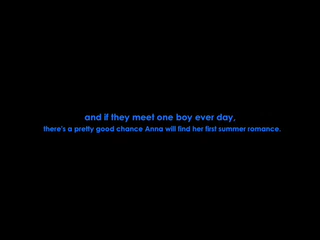 and if they meet one boy ever day,
there's a pretty good chance Anna will find her first summer romance.